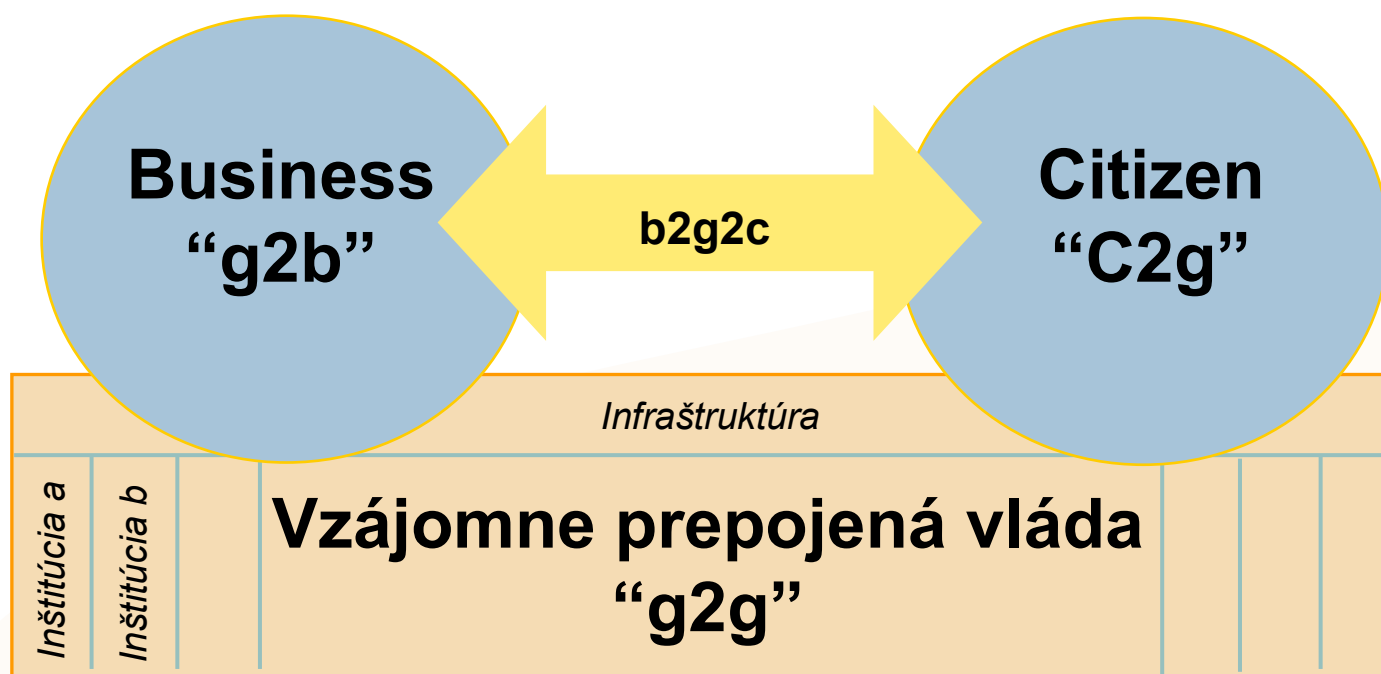 Business
“g2b”
b2g2c
Citizen
“C2g”
Infraštruktúra
Inštitúcia a
Inštitúcia b
Vzájomne prepojená vláda
“g2g”